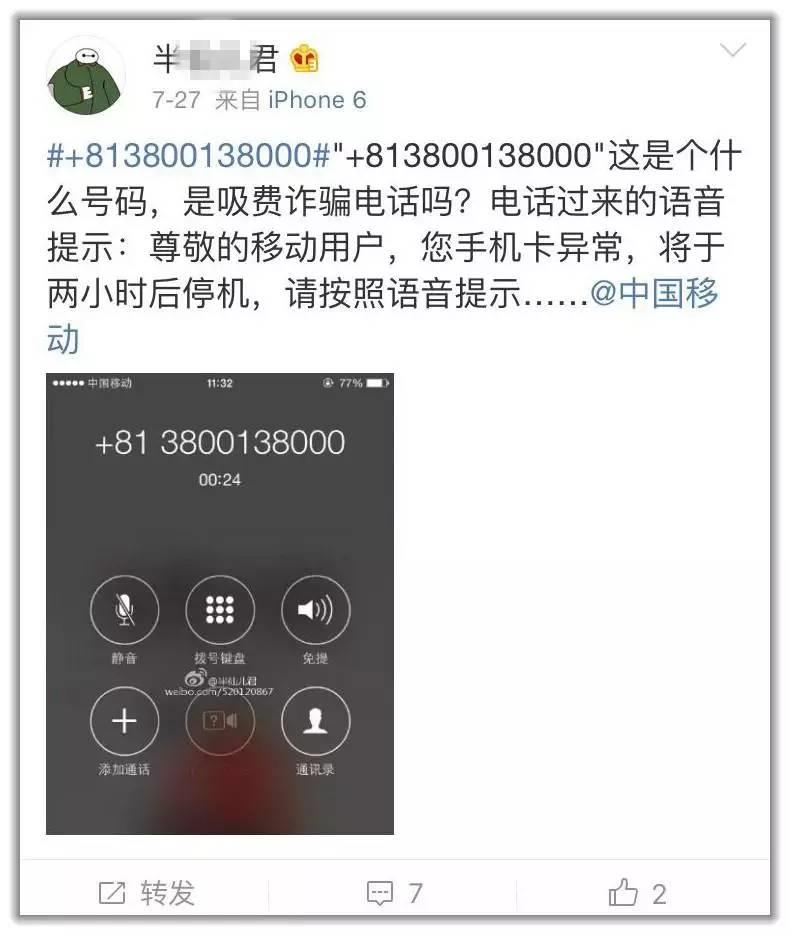 半 君
7-27 来自 iPhone 6
#+813800138000#"+813800138000"这是个什
么号码，是吸费诈骗电话吗？电话过来的语音
提示：尊敬的移动用户，您手机卡异常，将于
两小时后停机，请按照语音提示……@中国移
动
中国移动 11:32 77%
+81 3800138000
00:24
静音 拨号键盘 免提
@半仙儿君
weibo.com/520120867
添加通话 通讯录
转发 7 2